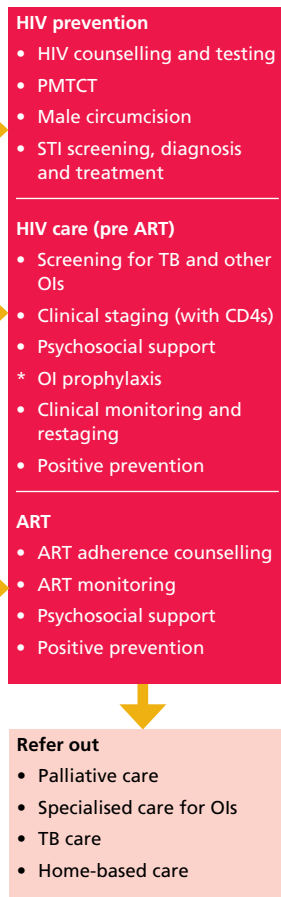 HIV prevention
• HIV counselling and testing
• PMTCT
• Male circumcision
• STI screening, diagnosis
and treatment
HIV care (pre ART)
• Screening for TB and other
OIs
• Clinical staging (with CD4s)
• Psychosocial support
* OI prophylaxis
• Clinical monitoring and
restaging
• Positive prevention
ART
• ART adherence counselling
• ART monitoring
• Psychosocial support
• Positive prevention
Refer out
• Palliative care
• Specialised care for OIs
• TB care
• Home-based care